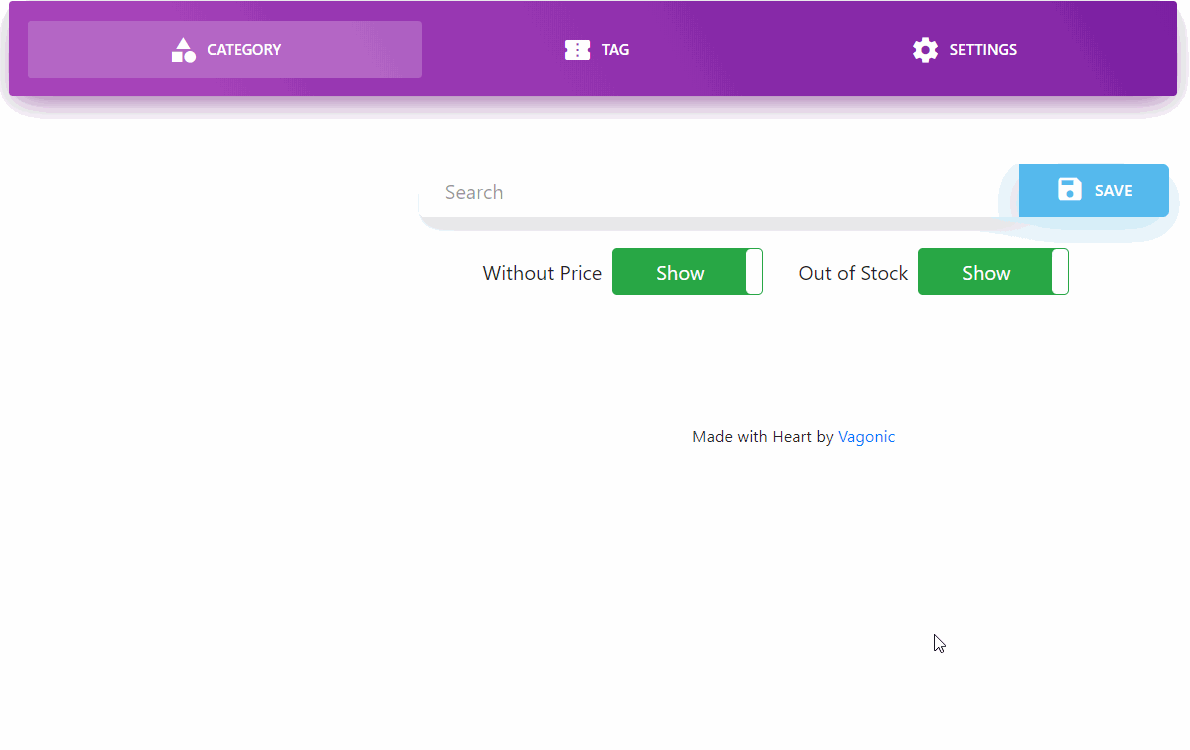 CATEGORY TAG SETTINGS
Search SAVE
Without Price Show Out of Stock Show
Made with Heart by Vagonic